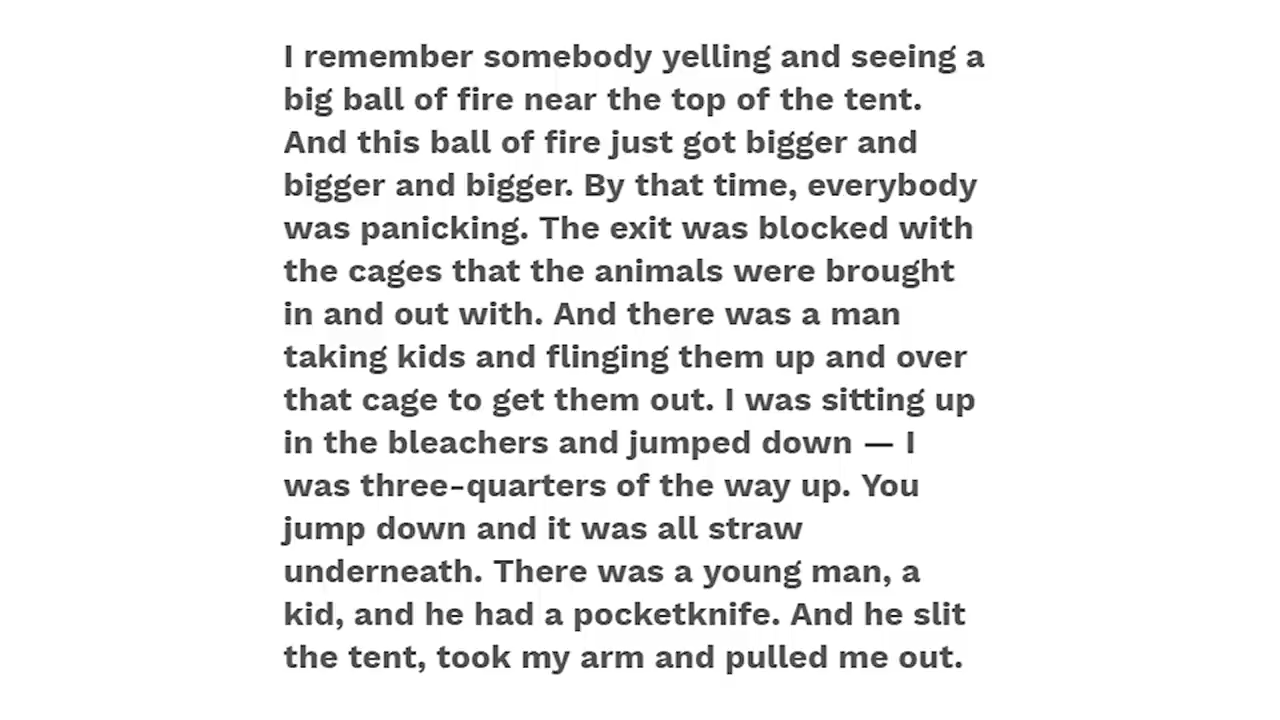 I remember somebody yelling and seeing a
big ball of fire near the top of the tent.
And this ball of fire just got bigger and
bigger and bigger. By that time, everybody
was panicking. The exit was blocked with
the cages that the animals were brought
in and out with. And there was a man
taking kids and flinging them up and over
that cage to get them out. I was sitting up
in the bleachers and jumped down — I
was three-quarters of the way up. You
jump down and it was all straw
underneath. There was a young man, a
kid, and he had a pocketknife. And he slit
the tent, took my arm and pulled me out.